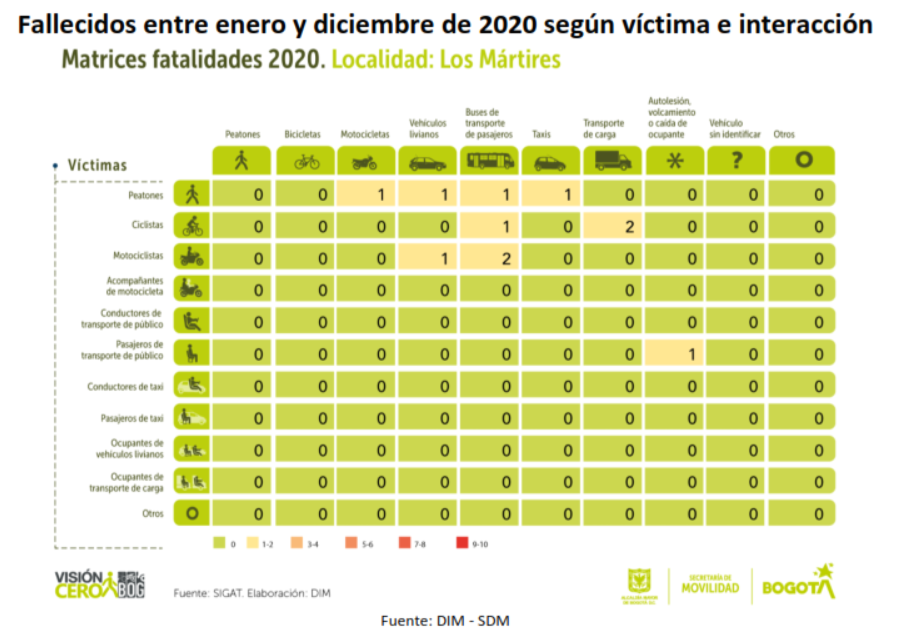 Fallecidos entre enero y diciembre de 2020 según víctima e interacción
Matrices fatalidades 2020. Localidad: Los Mártires
Peatones
Bicicletas
Motocicletas
Vehículos
livianos
Buses de
transporte
de pasajeros
Taxis
Transporte
de carga
Autolesión,
volcamiento
o caída de
ocupante
Vehículo
sin identificar
Otros
?
Víctimas
Peatones 0 0 1 1 1 1 0 0 0 0
Ciclistas 0 0 0 0 1 0 2 0 0 0
Motociclistas 0 0 0 1 2 0 0 0 0 0
Acompañantes
de motocicleta 0 0 0 0 0 0 0 0 0 0
Conductores de
transporte de público 0 0 0 0 0 0 0 0 0 0
Pasajeros de
transporte de público 0 0 0 0 0 0 0 1 0 0
Conductores de taxi 0 0 0 0 0 0 0 0 0 0
Pasajeros de taxi 0 0 0 0 0 0 0 0 0 0
Ocupantes de
vehículos livianos 0 0 0 0 0 0 0 0 0 0
Ocupantes de
transporte de carga 0 0 0 0 0 0 0 0 0 0
Otros 0 0 0 0 0 0 0 0 0 0
0 1-2 3-4 5-6 7-8 9-10
VISIÓN
CERO BOG
Fuente: SIGAT. Elaboración: DIM
SECRETARÍA DE
MOVILIDAD
BOGOTÁ
Fuente: DIM - SDM